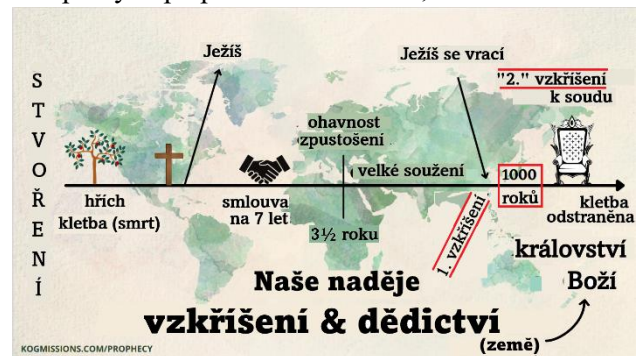 STVOŘENÍ
Ježíš
Ježíš se vrací
"2." vzkříšení
k soudu
ohavnost
zpustošení
velké soužení
1000
roků
hřích
kletba (smrt)
smlouva
na 7 let
3½ roku
1. vzkříšení
kletba
odstraněna
království
Boží
(země)
Naše naděje
vzkříšení & dědictví
KOGMISSIONS.COM/PROPHECY